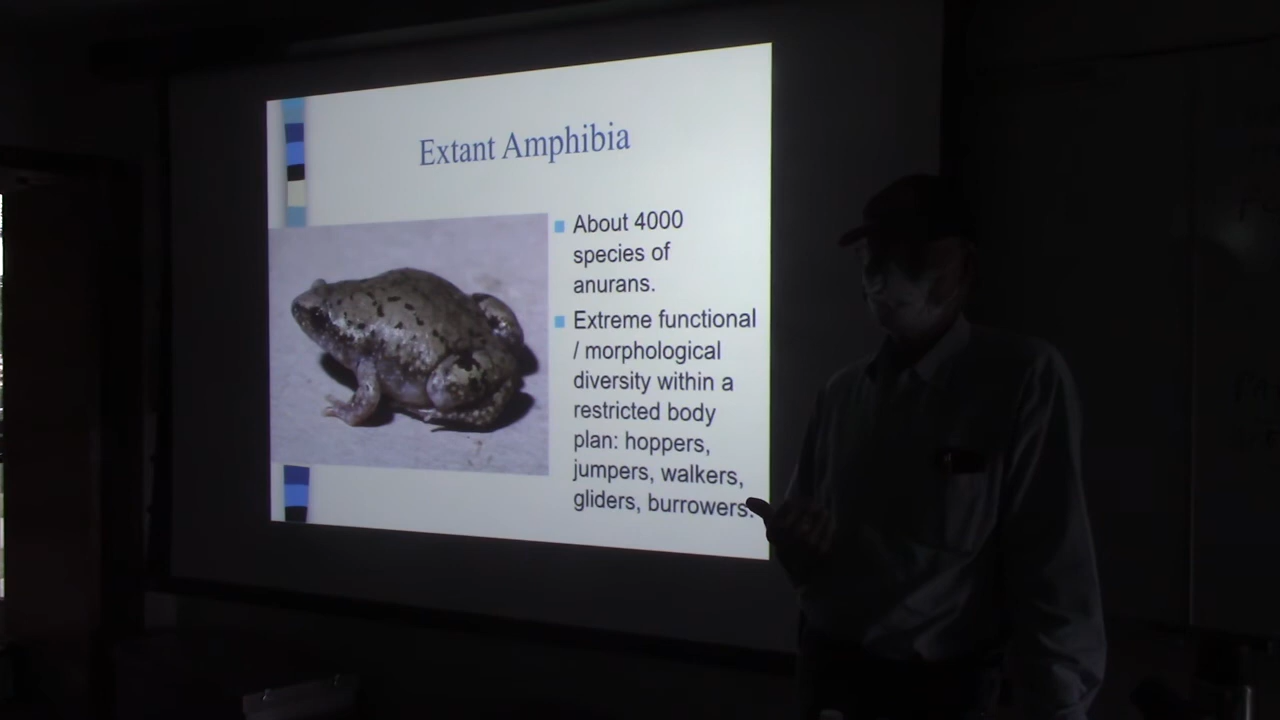 Extant Amphibia
About 4000
species of
anurans.
Extreme functional
/ morphological
diversity within a
restricted body
plan: hoppers,
jumpers, walkers,
gliders, burrowers.